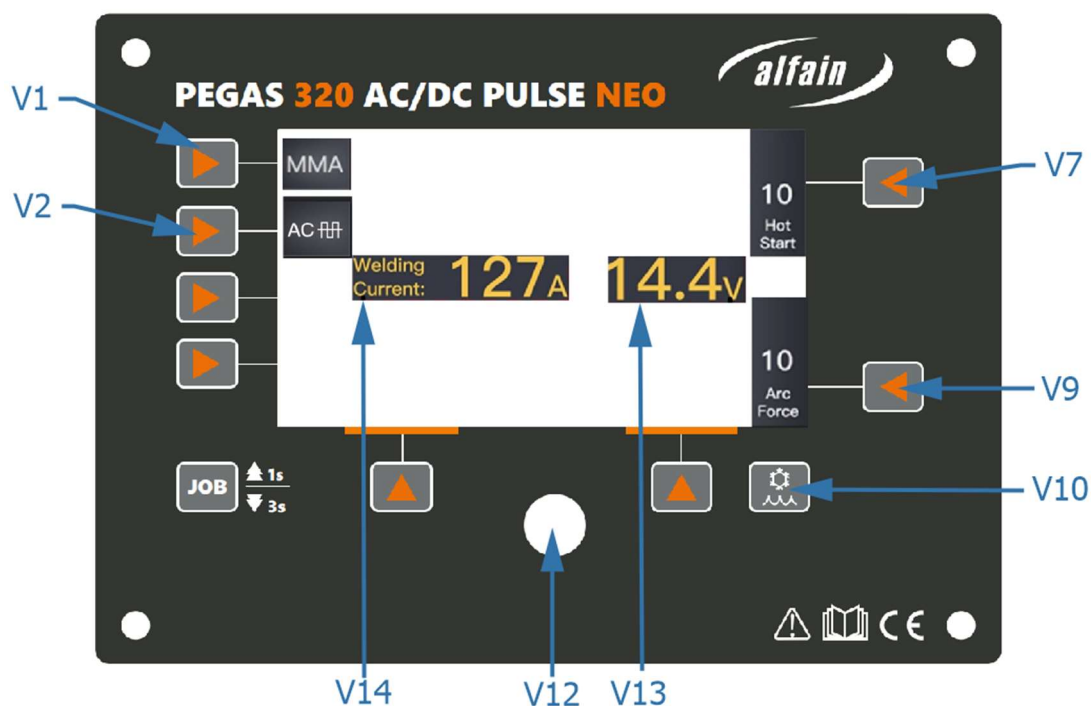 alfain
PEGAS 320 AC/DC PULSE NEO
V1
V2
V7
V9
V10
MMA
AC
10
Hot
Start
Welding
Current:
127A
14.4V
10
Arc
Force
JOB
1s
3s
CE
V14
V12
V13